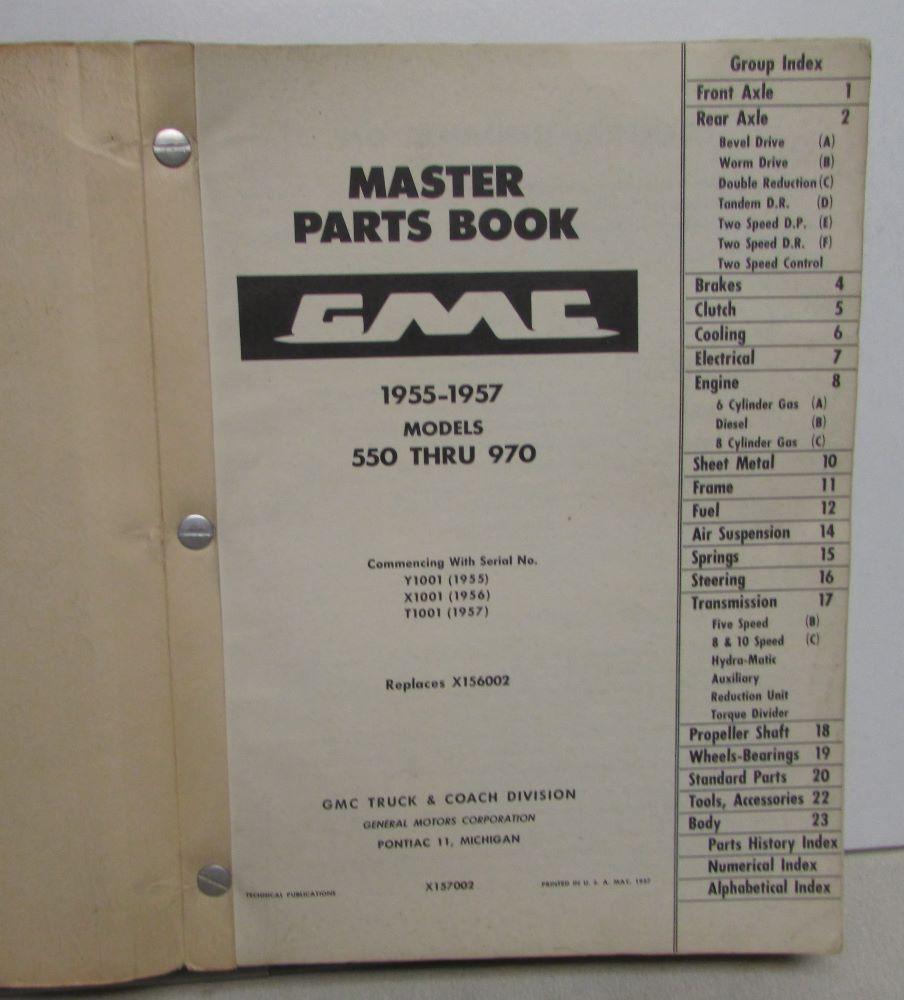 MASTER
PARTS BOOK
GMC
1955-1957
MODELS
550 THRU 970
Commencing With Serial No.
Y1001 (1955)
X1001 (1956)
T1001 (1957)
Replaces X156002
GMC TRUCK & COACH DIVISION
GENERAL MOTORS CORPORATION
PONTIAC 11, MICHIGAN
TECHNICAL PUBLICATIONS X157002 PRINTED IN U. S. A. MAY, 1957
Group Index
Front Axle 1
Rear Axle 2
Bevel Drive (A)
Worm Drive (B)
Double Reduction (C)
Tandem D.R. (D)
Two Speed D.P. (E)
Two Speed D.R. (F)
Two Speed Control
Brakes 4
Clutch 5
Cooling 6
Electrical 7
Engine 8
6 Cylinder Gas (A)
Diesel (B)
8 Cylinder Gas (C)
Sheet Metal 10
Frame 11
Fuel 12
Air Suspension 14
Springs 15
Steering 16
Transmission 17
Five Speed (B)
8 & 10 Speed (C)
Hydra-Matic
Auxiliary
Reduction Unit
Torque Divider
Propeller Shaft 18
Wheels-Bearings 19
Standard Parts 20
Tools, Accessories 22
Body 23
Parts History Index
Numerical Index
Alphabetical Index